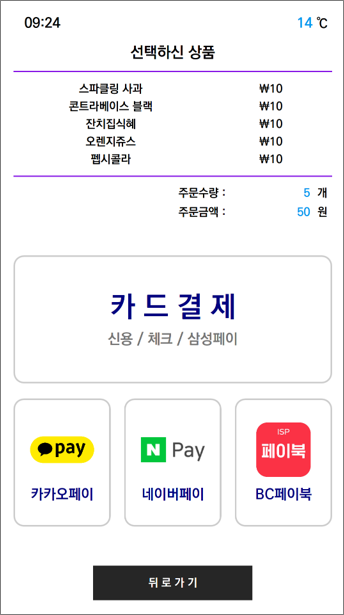 09:24 14 ℃
선택하신 상품
스파클링 사과 ₩10
콘트라베이스 블랙 ₩10
잔치집식혜 ₩10
오렌지쥬스 ₩10
펩시콜라 ₩10
주문수량 : 5 개
주문금액 : 50 원
카 드 결 제
신용 / 체크 / 삼성페이
pay N Pay ISP 페이북
카카오페이 네이버페이 BC페이북
뒤 로 가 기